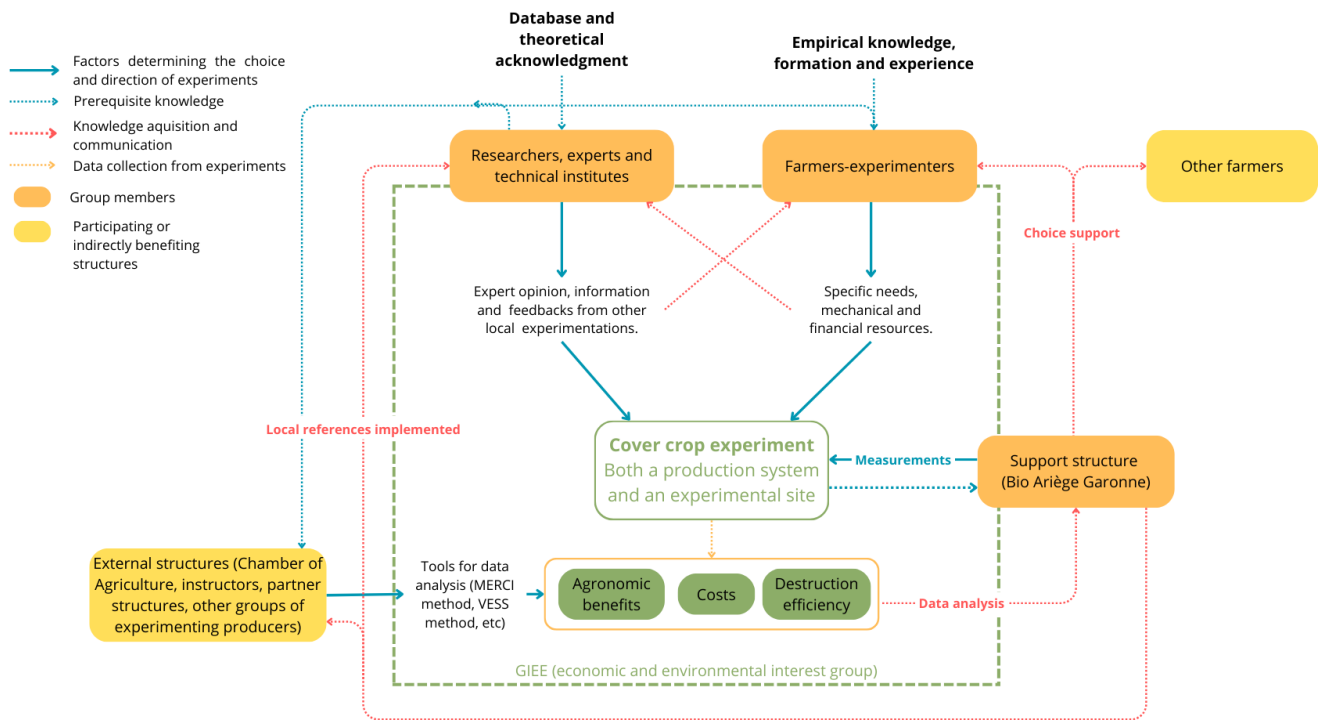 Database and
theoretical
acknowledgment
Empirical knowledge,
formation and experience
Factors determining the choice
and direction of experiments
Prerequisite knowledge
Knowledge aquisition and
communication
Data collection from experiments
Group members
Participating or
indirectly benefiting
structures
Researchers, experts and
technical institutes
Farmers-experimenters
Other farmers
Choice support
Expert opinion, information
and feedbacks from other
local experimentations.
Specific needs,
mechanical and
financial resources.
Local references implemented
Cover crop experiment
Both a production system
and an experimental site
Measurements
Support structure
(Bio Ariège Garonne)
External structures (Chamber of
Agriculture, instructors, partner
structures, other groups of
experimenting producers)
Tools for data
analysis (MERCI
method, VESS
method, etc)
Agronomic
benefits
Costs
Destruction
efficiency
Data analysis
GIEE (economic and environmental interest group)